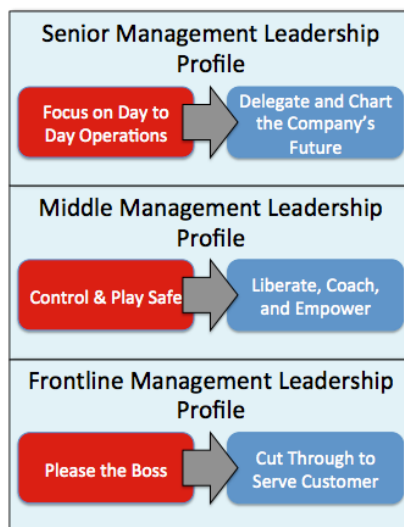 Senior Management Leadership
Profile
Focus on Day to
Day Operations
Delegate and Chart
the Company's
Future
Middle Management Leadership
Profile
Control & Play Safe
Liberate, Coach,
and Empower
Frontline Management Leadership
Profile
Please the Boss
Cut Through to
Serve Customer